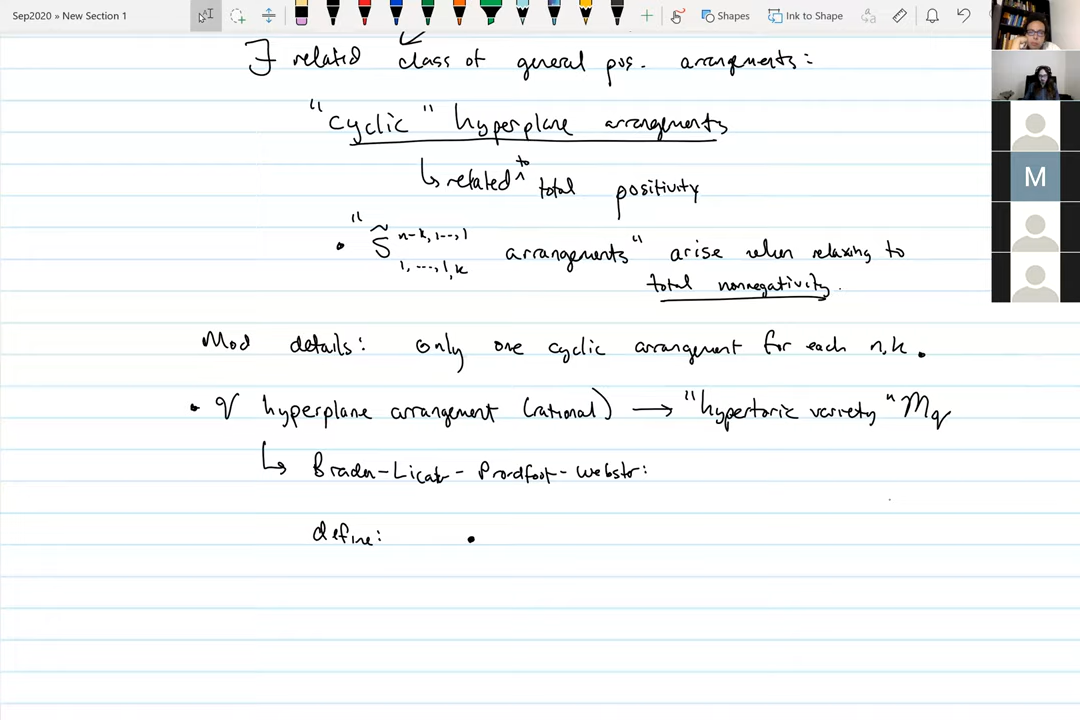 Sep2020 » New Section 1
Shapes
Ink to Shape
∃ related class of general pos. arrangements:
"cyclic" hyperplane arrangements
↳ related ^to total positivity
• "S̃^{n-k,1...,1}_{1,...,1,k} arrangements" arise when relaxing to
total nonnegativity.
Mod details: only one cyclic arrangement for each n,k.
• V hyperplane arrangement (rational) → "hypertoric variety" M_V
↳ Braden-Licata-Proudfoot-Webster:
define: •
M